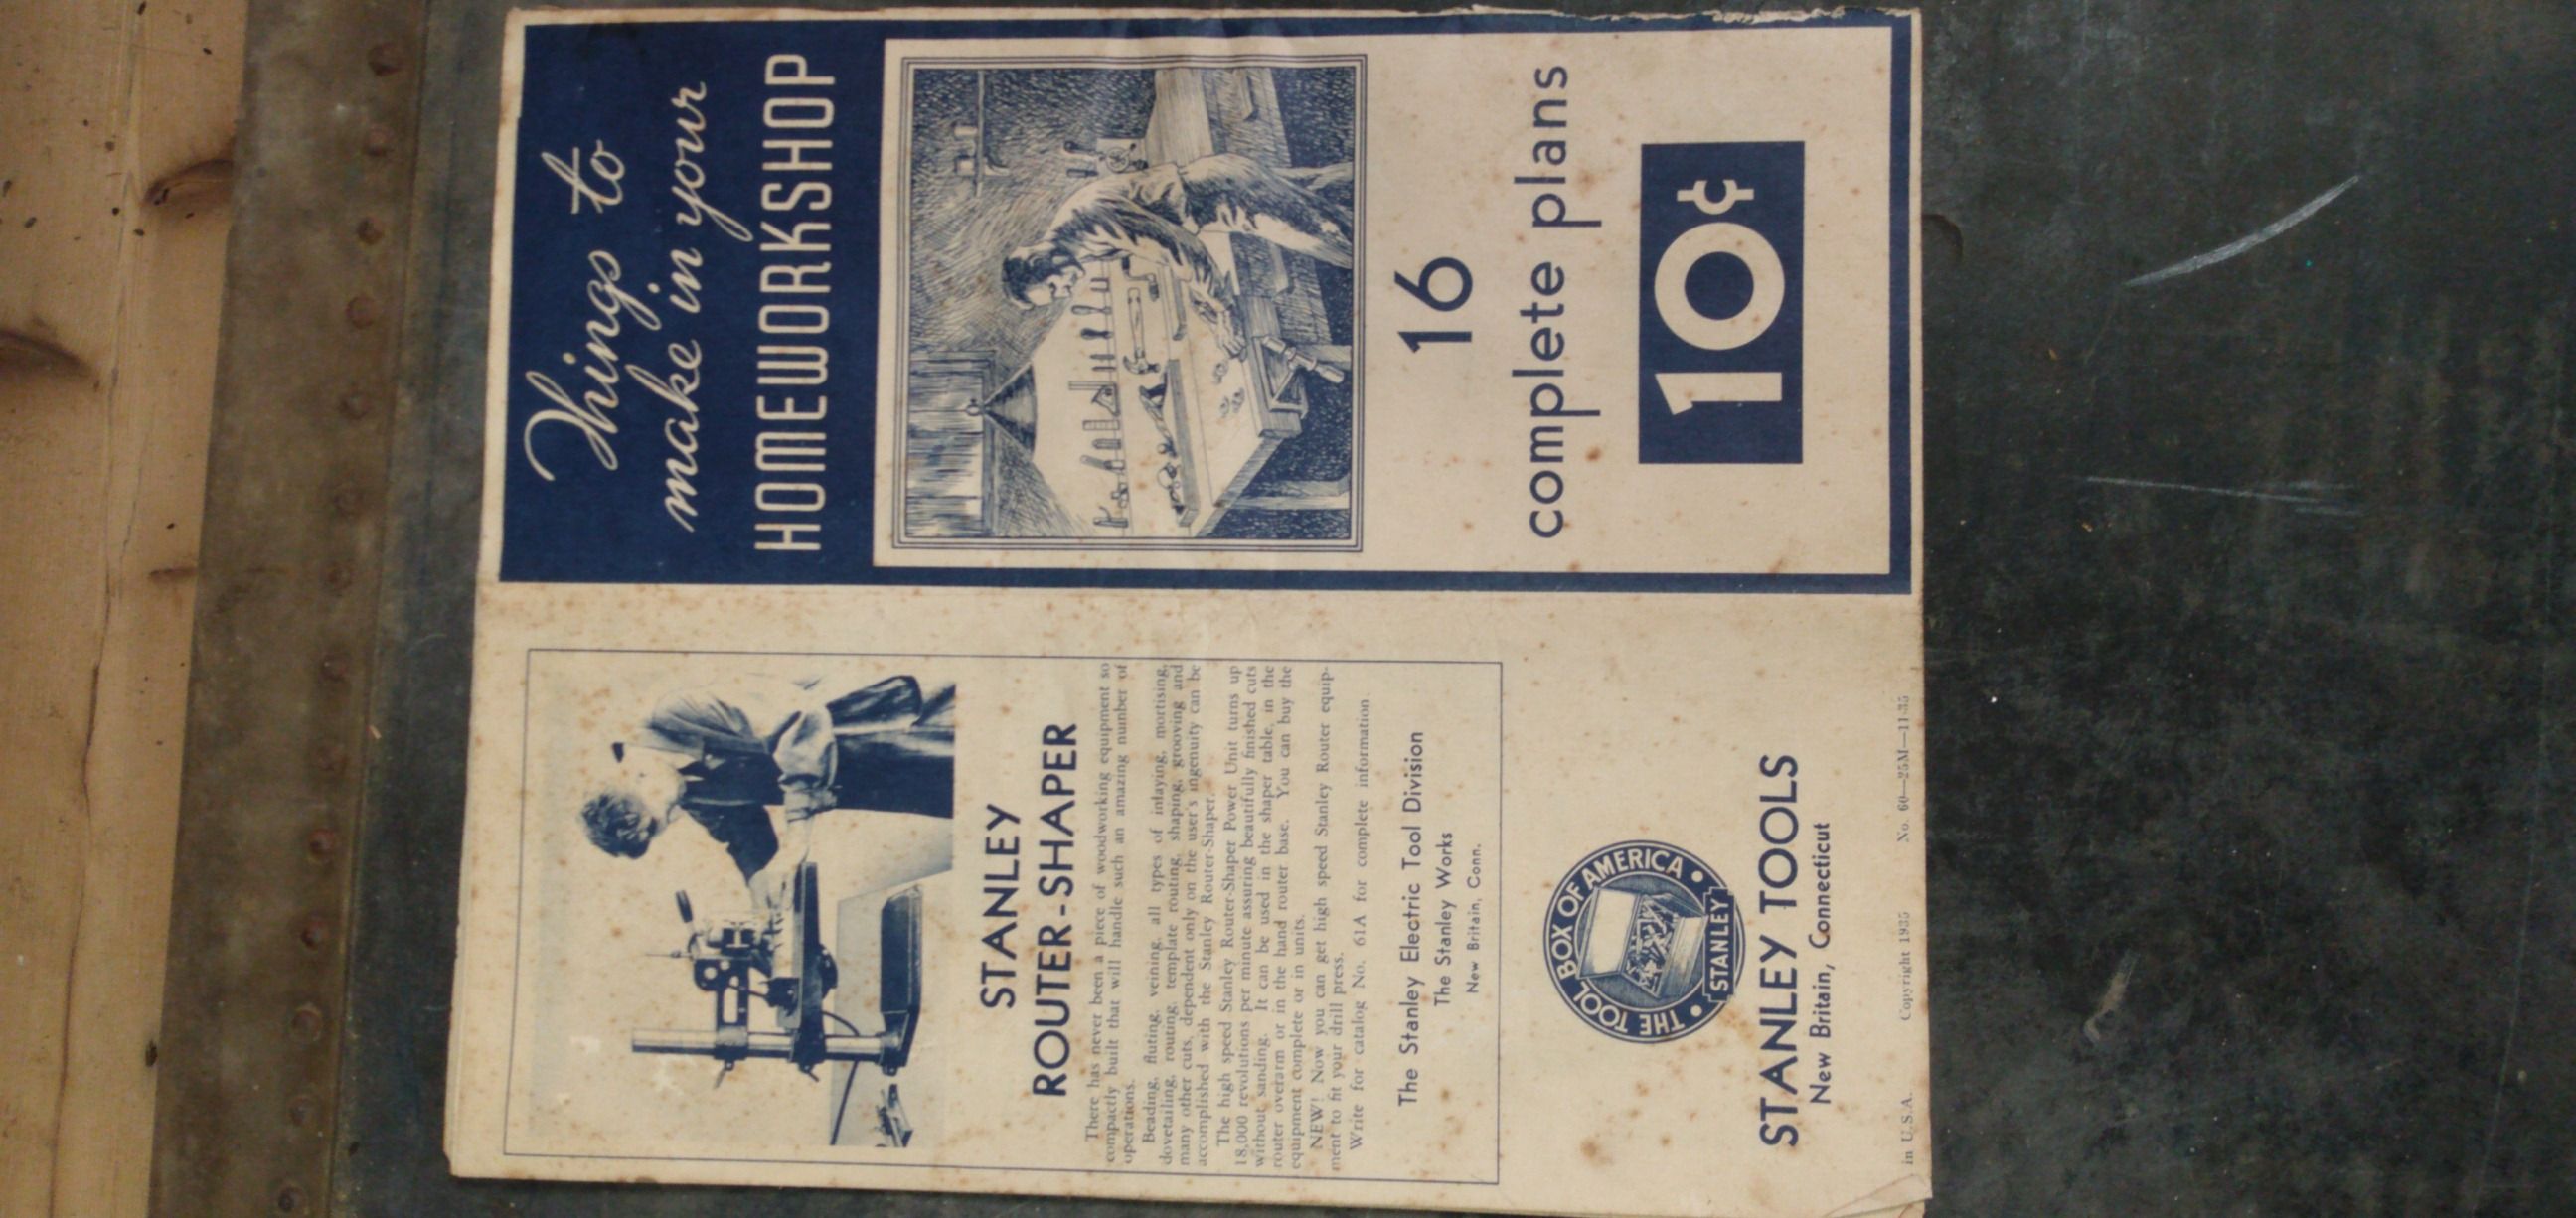 Things to
make in your
HOMEWORKSHOP
16
complete plans
10¢
STANLEY
ROUTER-SHAPER
There has never been a piece of woodworking equipment so
compactly built that will handle such an amazing number of
operations.
Beading, fluting, veining, all types of inlaying, mortising,
dovetailing, routing, template routing, shaping, grooving and
many other cuts, dependent only on the user's ingenuity can be
accomplished with the Stanley Router-Shaper.
The high speed Stanley Router-Shaper Power Unit turns up
18,000 revolutions per minute assuring beautifully finished cuts
without sanding. It can be used in the shaper table, in the
router overarm or in the hand router base. You can buy the
equipment complete or in units.
NEW! Now you can get high speed Stanley Router equip-
ment to fit your drill press.
Write for catalog No. 61A for complete information.
The Stanley Electric Tool Division
The Stanley Works
New Britain, Conn.
THE TOOL BOX OF AMERICA
STANLEY
STANLEY TOOLS
New Britain, Connecticut
in U.S.A. Copyright 1935 No. 60—25M—11-35